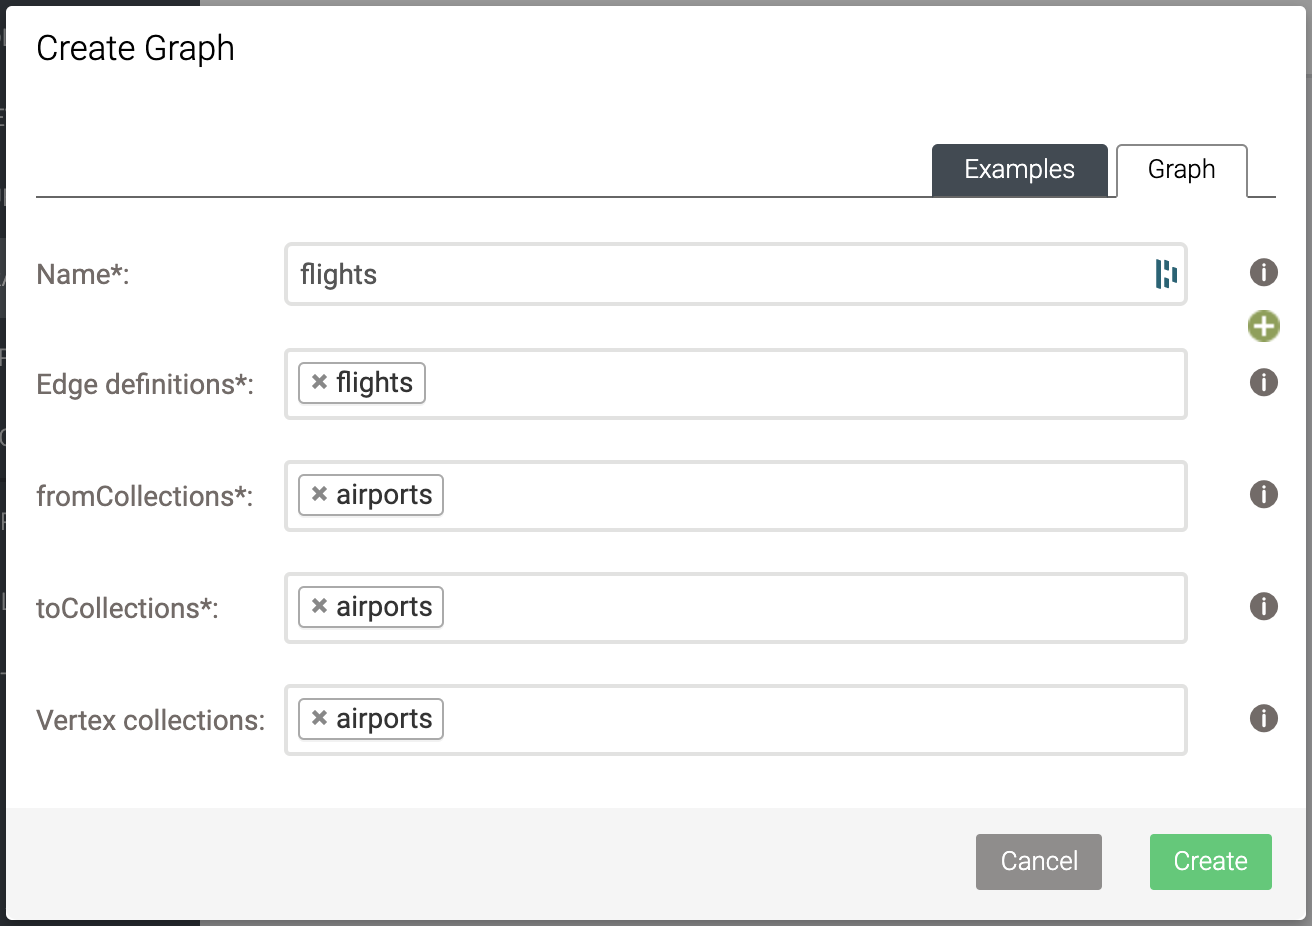 Create Graph
Examples
Graph
Name*:
flights
Edge definitions*:
flights
fromCollections*:
airports
toCollections*:
airports
Vertex collections:
airports
Cancel
Create